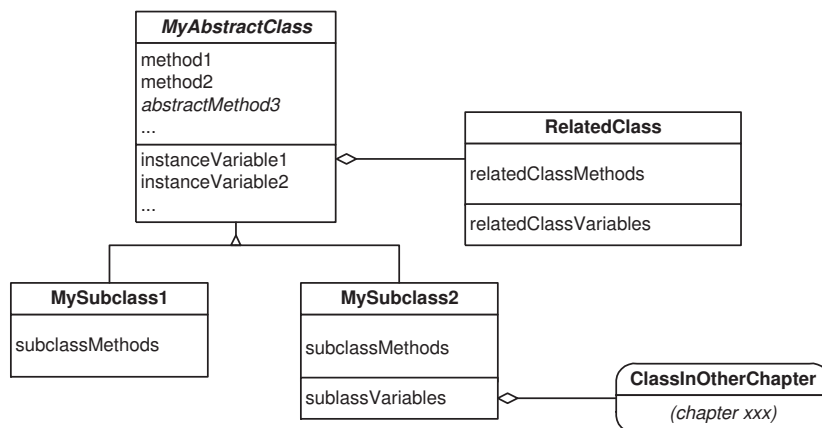 MyAbstractClass
method1
method2
abstractMethod3
...
instanceVariable1
instanceVariable2
...
RelatedClass
relatedClassMethods
relatedClassVariables
MySubclass1
subclassMethods
MySubclass2
subclassMethods
sublassVariables
ClassInOtherChapter
(chapter xxx)